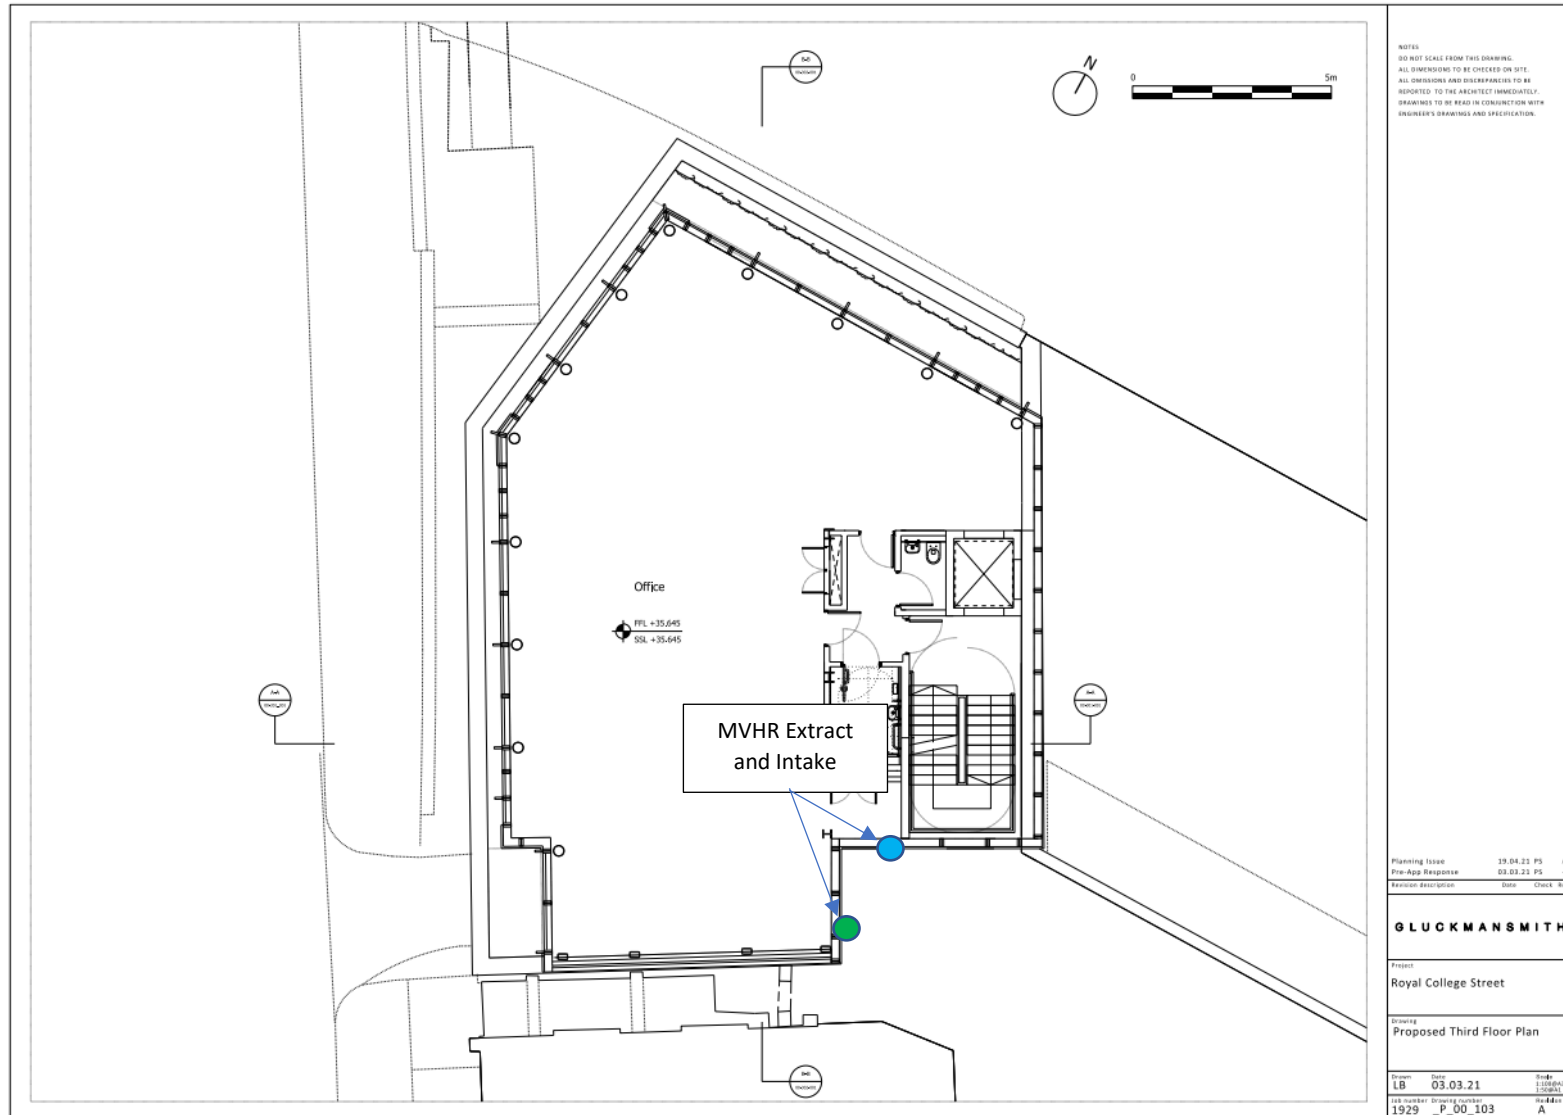 NOTES
DO NOT SCALE FROM THIS DRAWING.
ALL DIMENSIONS TO BE CHECKED ON SITE.
ALL OMISSIONS AND DISCREPANCIES TO BE
REPORTED TO THE ARCHITECT IMMEDIATELY.
DRAWINGS TO BE READ IN CONJUNCTION WITH
ENGINEER'S DRAWINGS AND SPECIFICATION.
N
0 5m
B-B
Office
FFL +35.645
SSL +35.645
A-A
A-A
MVHR Extract
and Intake
B-B
Planning Issue 19.04.21 PS
Pre-App Response 03.03.21 PS
Revision description Date Check
GLUCKMANSMITH
Project
Royal College Street
Drawing
Proposed Third Floor Plan
Drawn Date Scale
LB 03.03.21
Job number Drawing number Revision
1929 _P_00_103 A